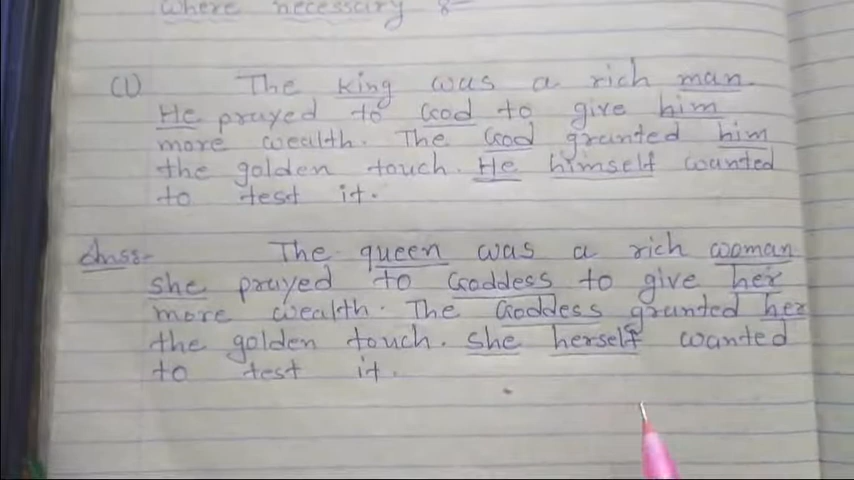 where necessary :-
(1) The king was a rich man.
He prayed to God to give him
more wealth. The God granted him
the golden touch. He himself wanted
to test it.
Ans:- The queen was a rich woman
she prayed to Goddess to give her
more wealth. The Goddess granted her
the golden touch. She herself wanted
to test it.